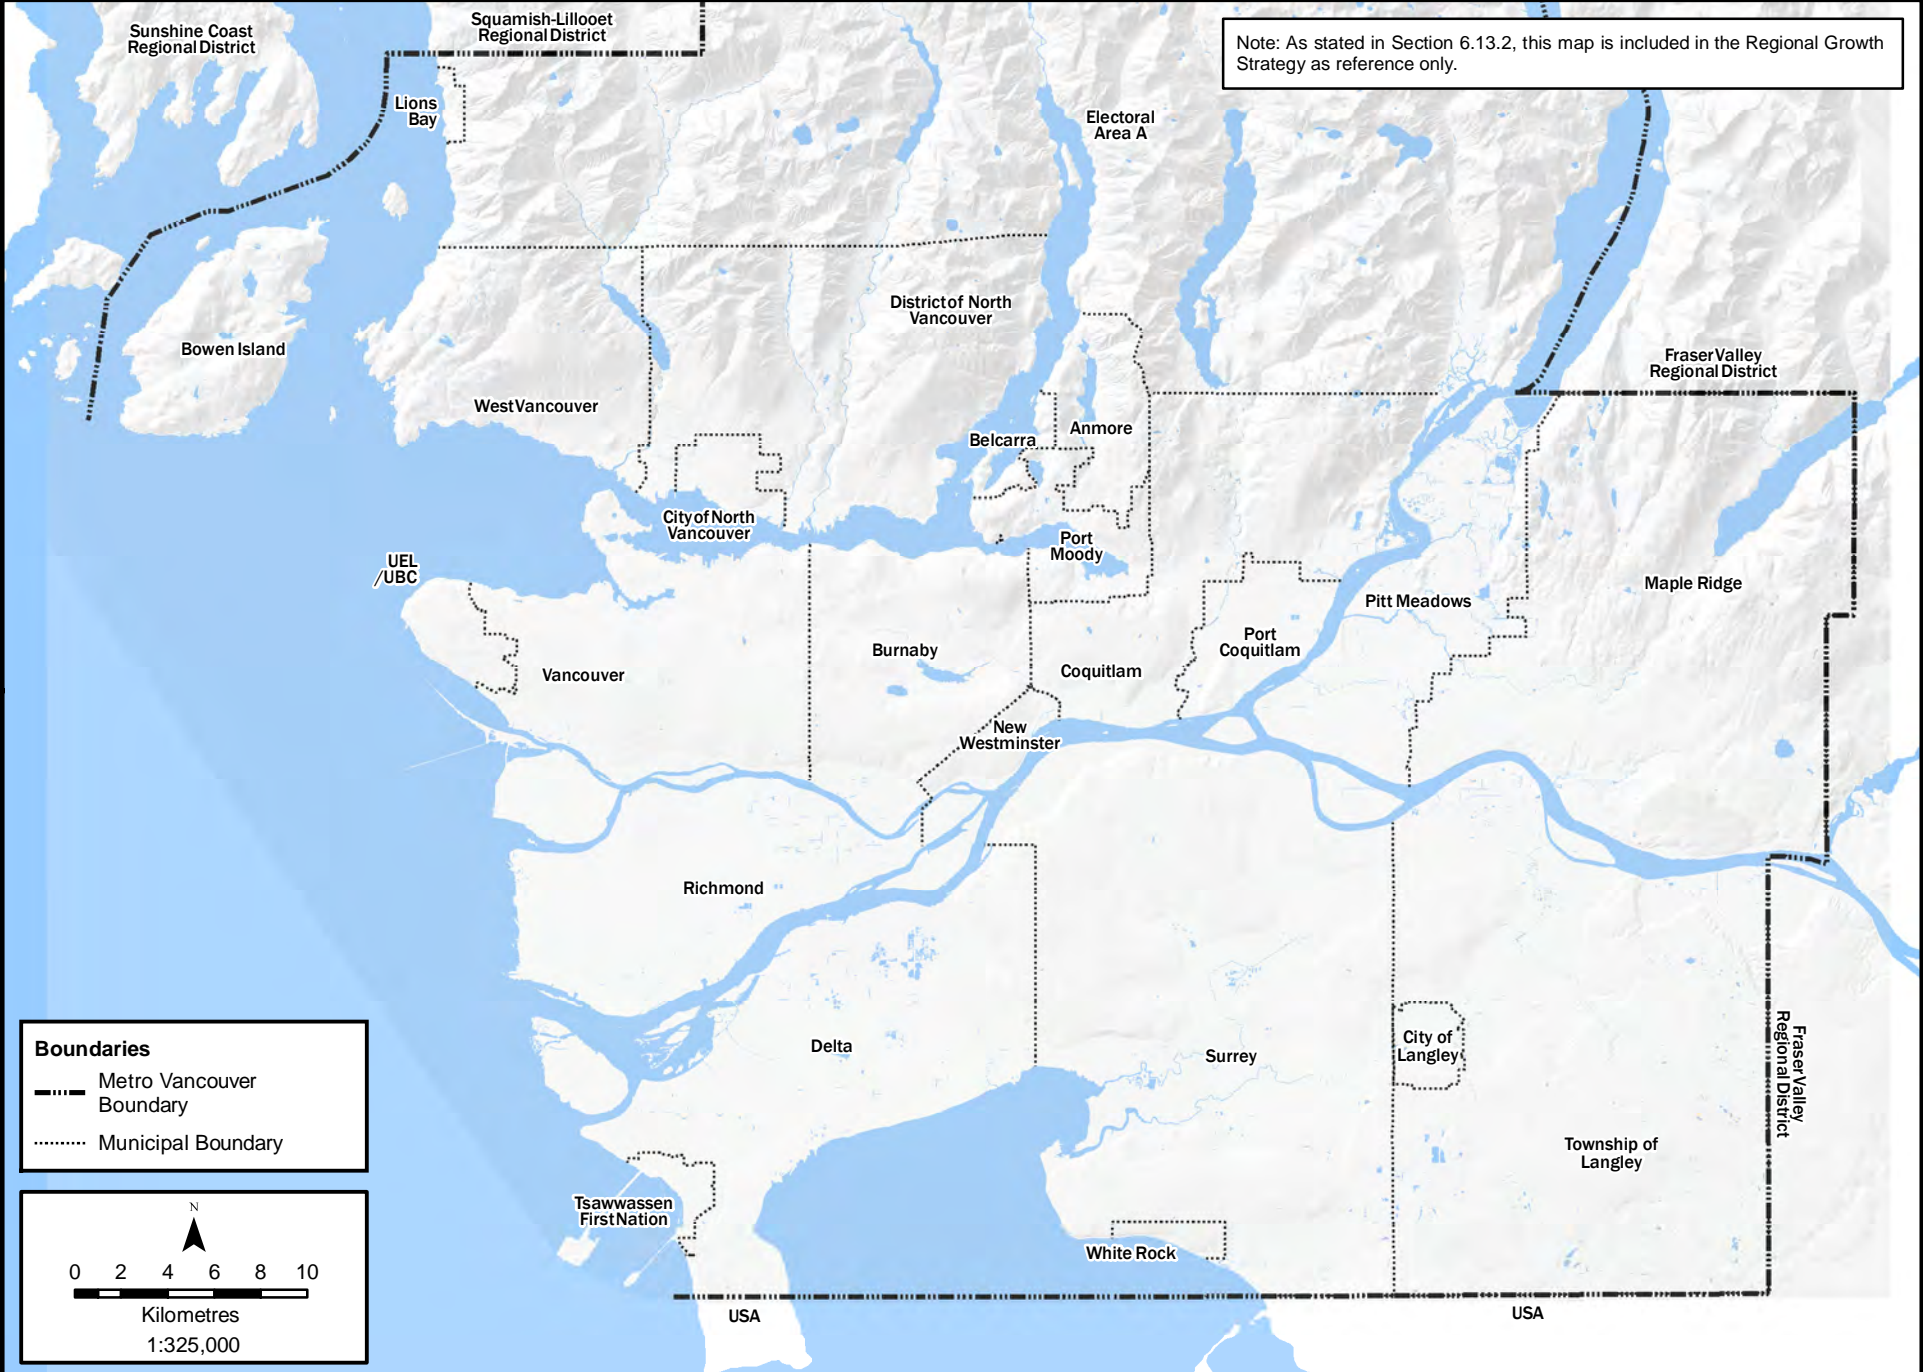 Sunshine Coast
Regional District
Squamish-Lillooet
Regional District
Note: As stated in Section 6.13.2, this map is included in the Regional Growth
Strategy as reference only.
Lions
Bay
Electoral
Area A
District of North
Vancouver
Bowen Island
Fraser Valley
Regional District
West Vancouver
Belcarra
Anmore
City of North
Vancouver
Port
Moody
UEL
/UBC
Maple Ridge
Pitt Meadows
Port
Coquitlam
Burnaby
Coquitlam
Vancouver
New
Westminster
Richmond
Delta
Surrey
City of
Langley
Fraser Valley
Regional District
Township of
Langley
Tsawwassen
First Nation
White Rock
USA
USA
Boundaries
Metro Vancouver
Boundary
Municipal Boundary
N
0 2 4 6 8 10
Kilometres
1:325,000